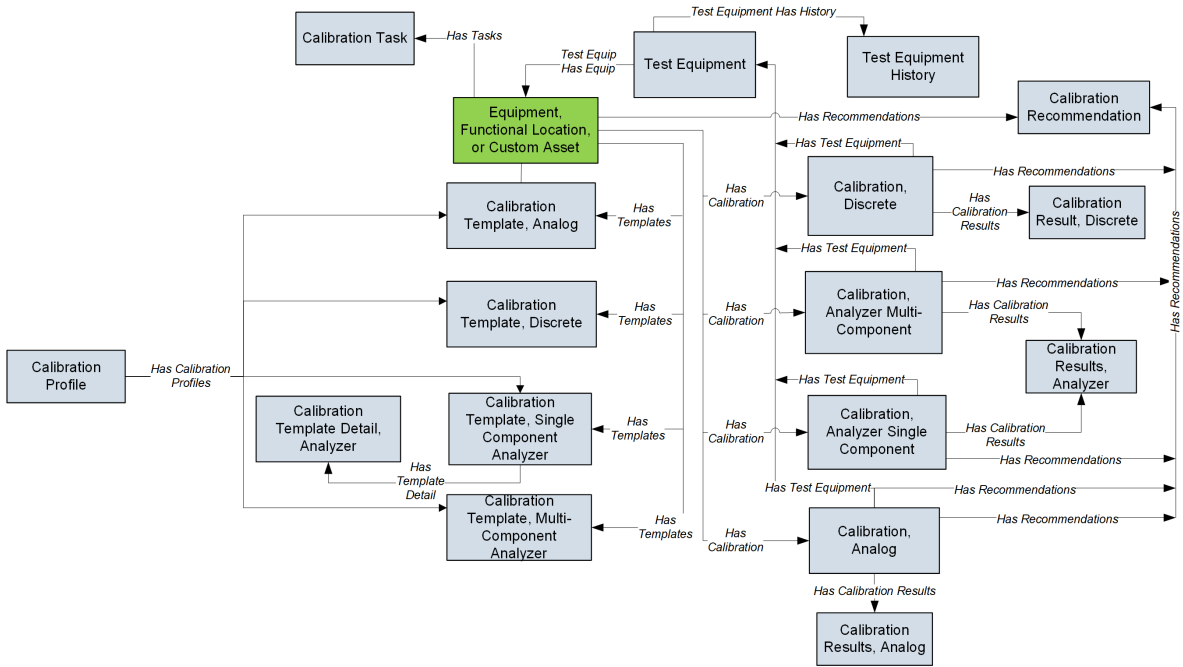 Test Equipment Has History
Calibration Task
Has Tasks
Test Equip
Has Equip
Test Equipment
Test Equipment
History
Calibration
Recommendation
Equipment,
Functional Location,
or Custom Asset
Has Recommendations
Has Test Equipment
Calibration,
Discrete
Has Recommendations
Has
Calibration
Has
Calibration
Results
Calibration
Result, Discrete
Calibration
Template, Analog
Has
Templates
Has Test Equipment
Has Recommendations
Calibration
Template, Discrete
Has
Templates
Has
Calibration
Calibration,
Analyzer Multi-
Component
Has Recommendations
Has Calibration
Results
Calibration
Results,
Analyzer
Calibration
Profile
Has Calibration
Profiles
Has Test Equipment
Calibration
Template Detail,
Analyzer
Calibration
Template, Single
Component
Analyzer
Has
Templates
Has
Calibration
Calibration,
Analyzer Single
Component
Has Calibration
Results
Has Recommendations
Has
Template
Detail
Has Test Equipment
Has Recommendations
Calibration
Template, Multi-
Component
Analyzer
Has
Templates
Has
Calibration
Calibration,
Analog
Has Recommendations
Has Calibration Results
Calibration
Results, Analog